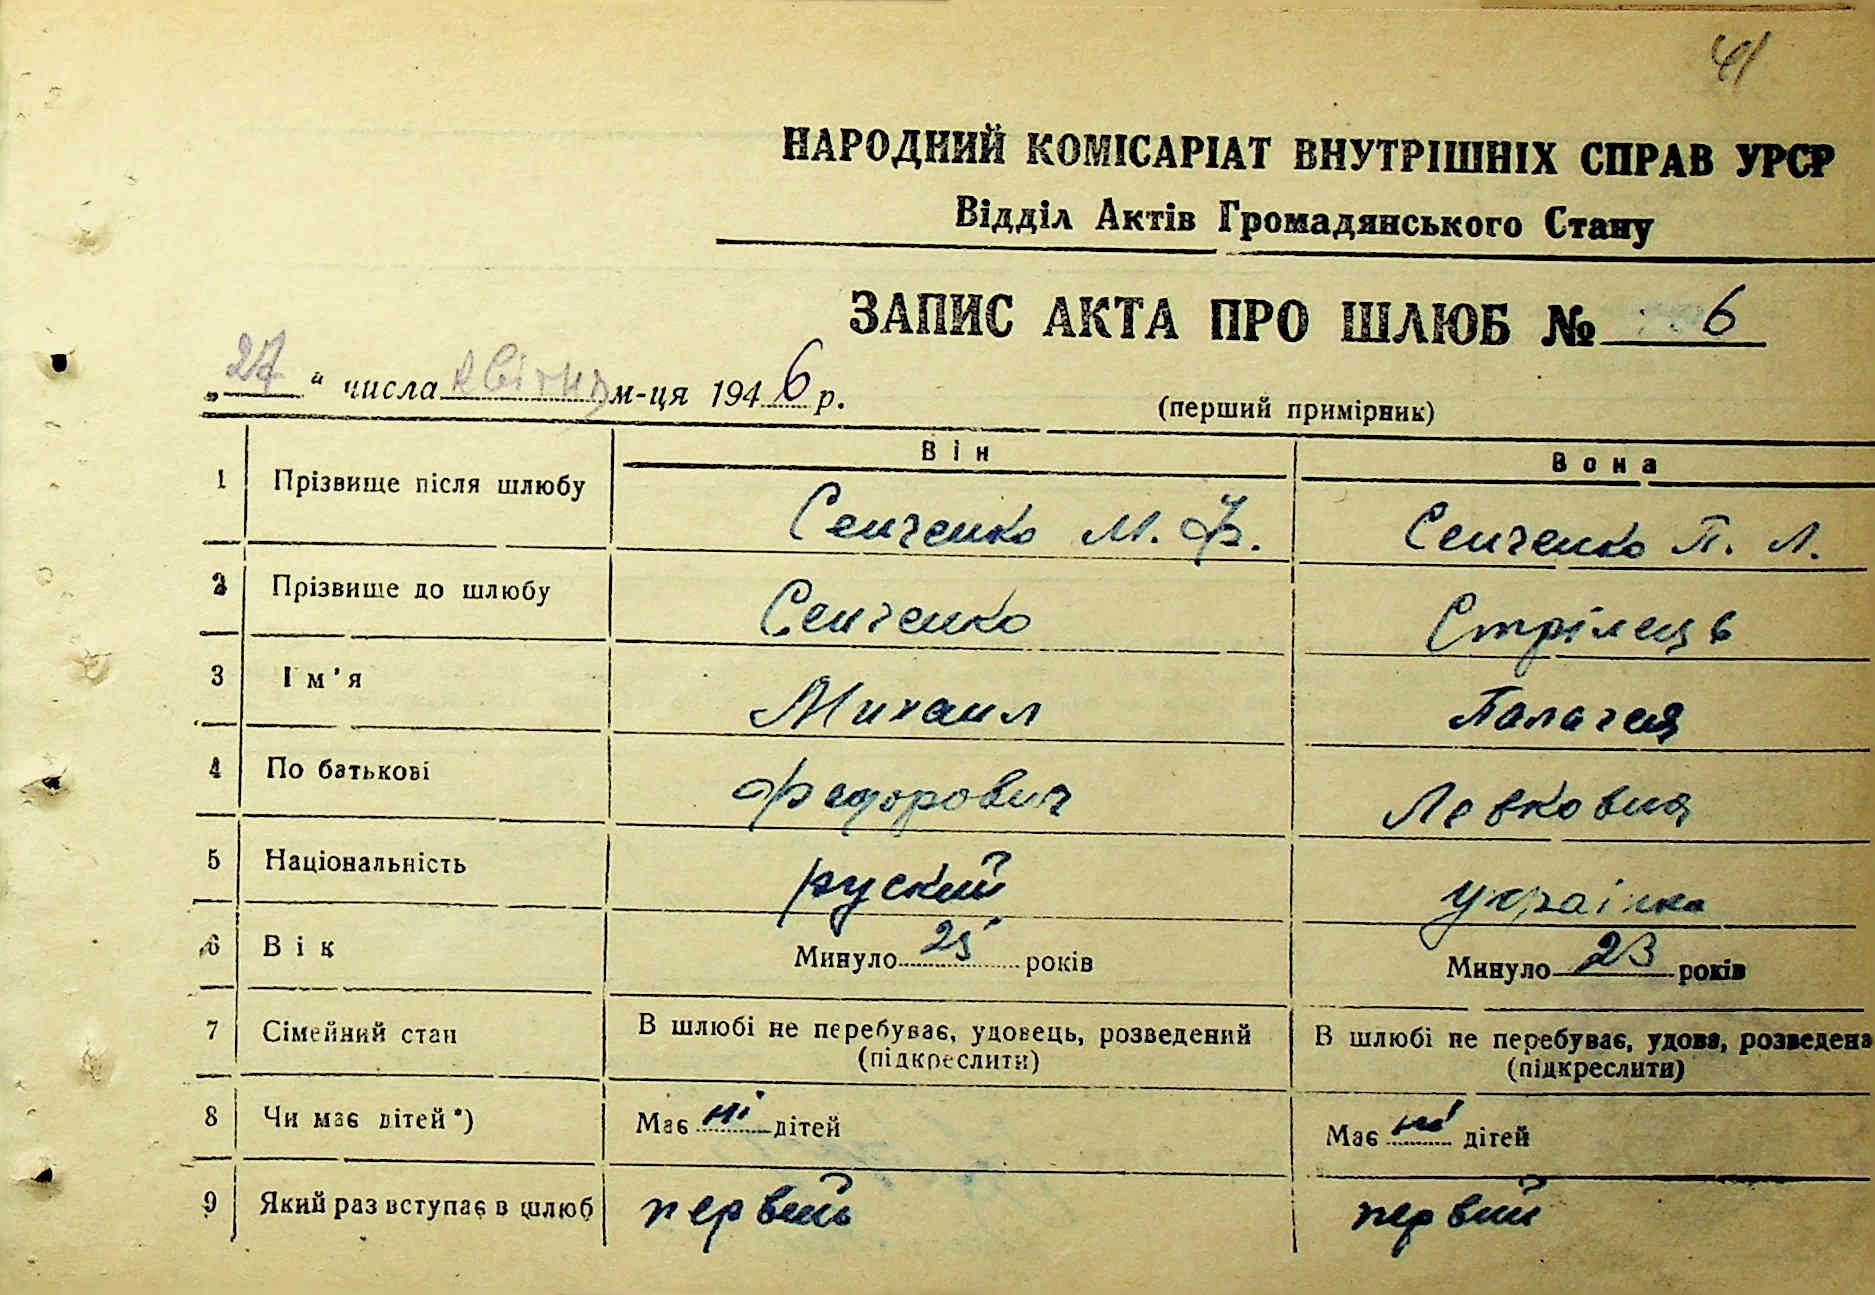 41
НАРОДНИЙ КОМІСАРІАТ ВНУТРІШНІХ СПРАВ УРСР
Відділ Актів Громадянського Стану
ЗАПИС АКТА ПРО ШЛЮБ № 6
„27“ числа квітня м-ця 1946 р.
(перший примірник)
Він Вона
1 Прізвище після шлюбу Сенченко М. Ф. Сенченко П. Л.
2 Прізвище до шлюбу Сенченко Стрілець
3 Ім'я Михаил Палагея
4 По батькові Федорович Левковна
5 Національність руский українка
6 Вік Минуло 25 років Минуло 23 років
7 Сімейний стан В шлюбі не перебуває, удовець, розведений В шлюбі не перебуває, удова, розведена
(підкреслити) (підкреслити)
8 Чи має дітей*) Має ні дітей Має ні дітей
9 Який раз вступає в шлюб первий первий